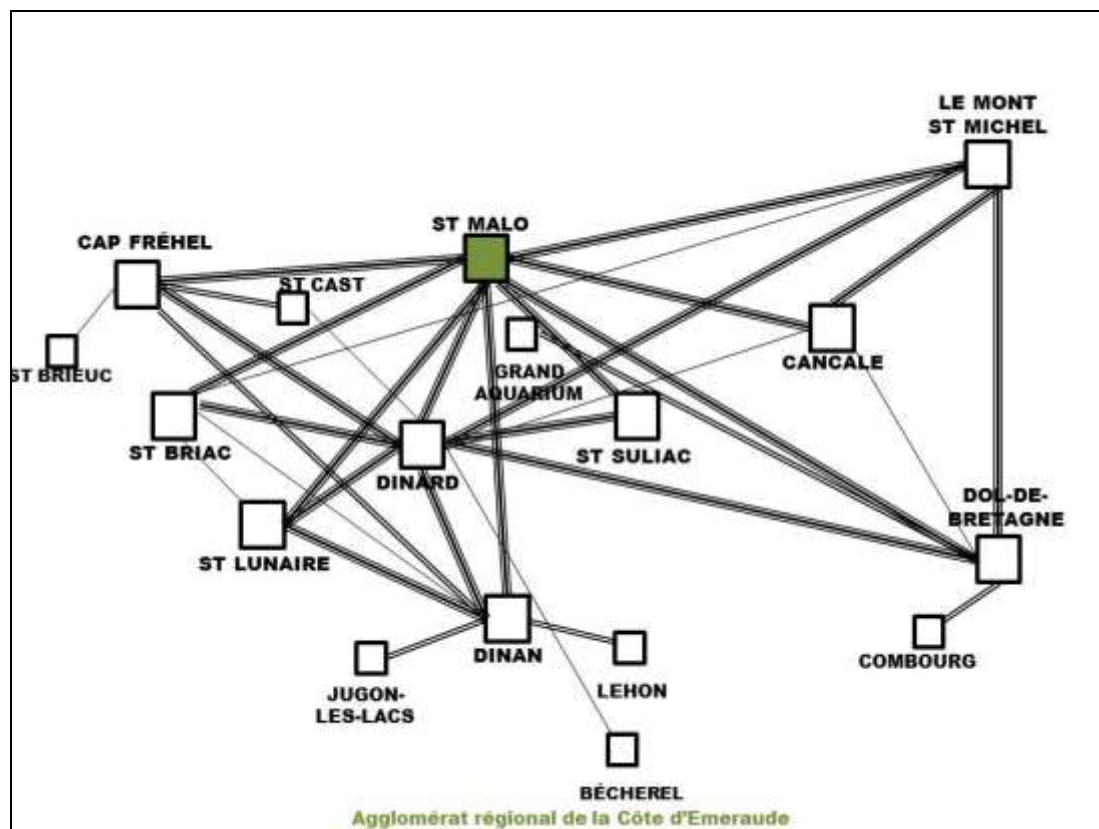 LE MONT
ST MICHEL
ST MALO
CAP FRÉHEL
ST CAST
ST BRIEUC
GRAND
AQUARIUM
CANCALE
ST BRIAC
DINARD
ST SULIAC
DOL-DE-
BRETAGNE
ST LUNAIRE
DINAN
COMBOURG
JUGON-
LES-LACS
LEHON
BÉCHEREL
Agglomérat régional de la Côte d'Emeraude